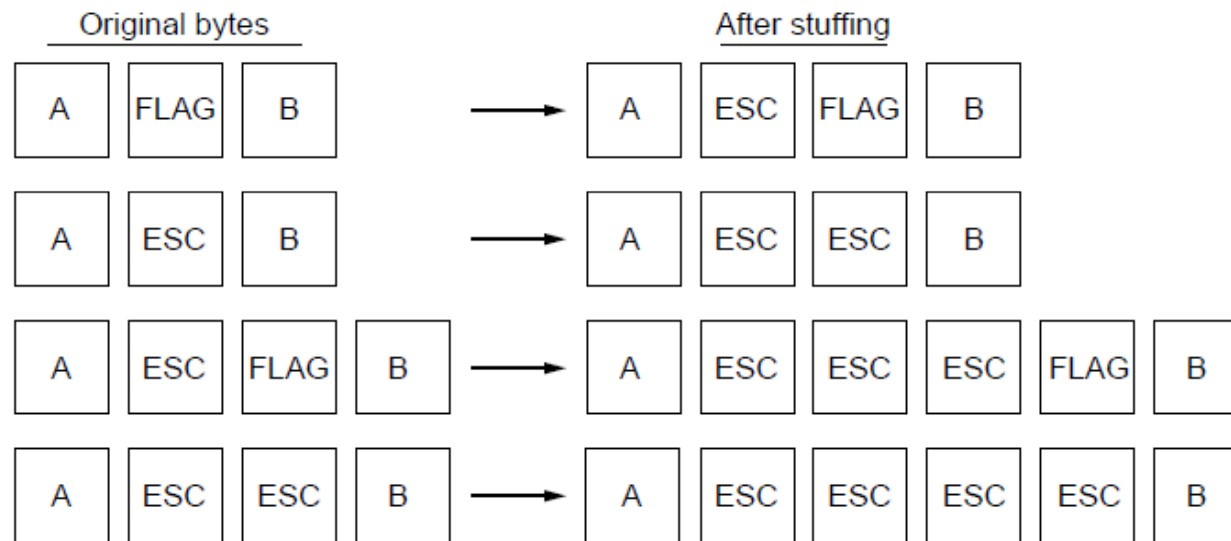 Original bytes After stuffing
A FLAG B A ESC FLAG B
A ESC B A ESC ESC B
A ESC FLAG B A ESC ESC ESC FLAG B
A ESC ESC B A ESC ESC ESC ESC B